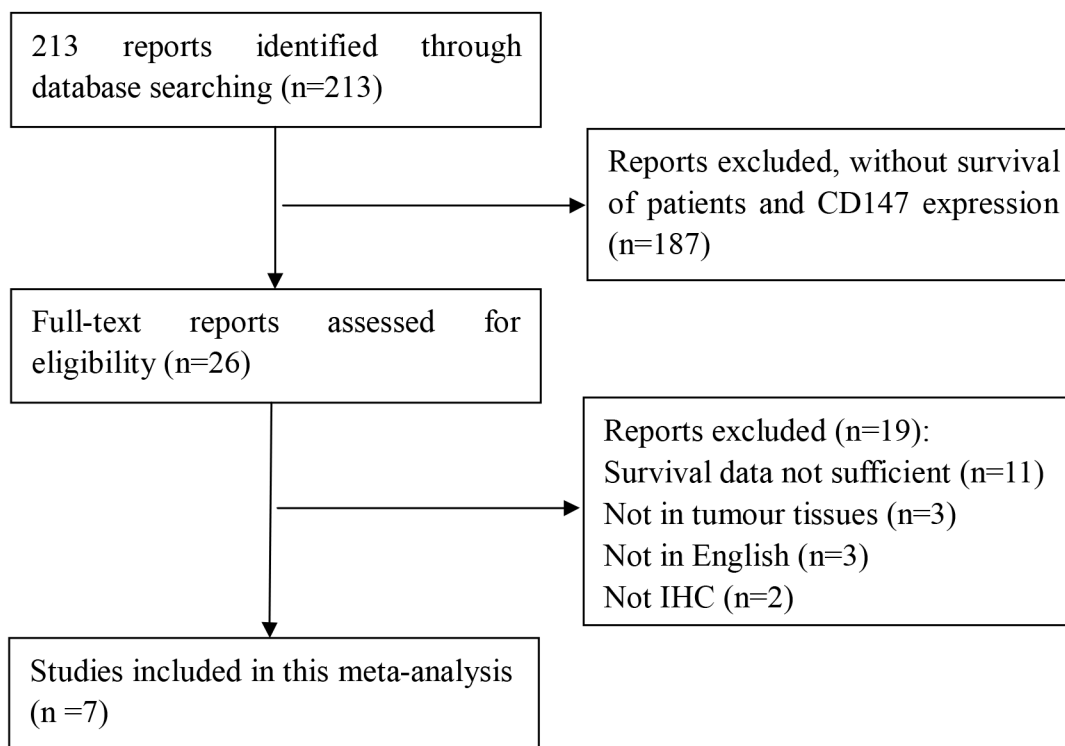 213 reports identified through
database searching (n=213)
Reports excluded, without survival
of patients and CD147 expression
(n=187)
Full-text reports assessed for
eligibility (n=26)
Reports excluded (n=19):
Survival data not sufficient (n=11)
Not in tumour tissues (n=3)
Not in English (n=3)
Not IHC (n=2)
Studies included in this meta-analysis
(n =7)